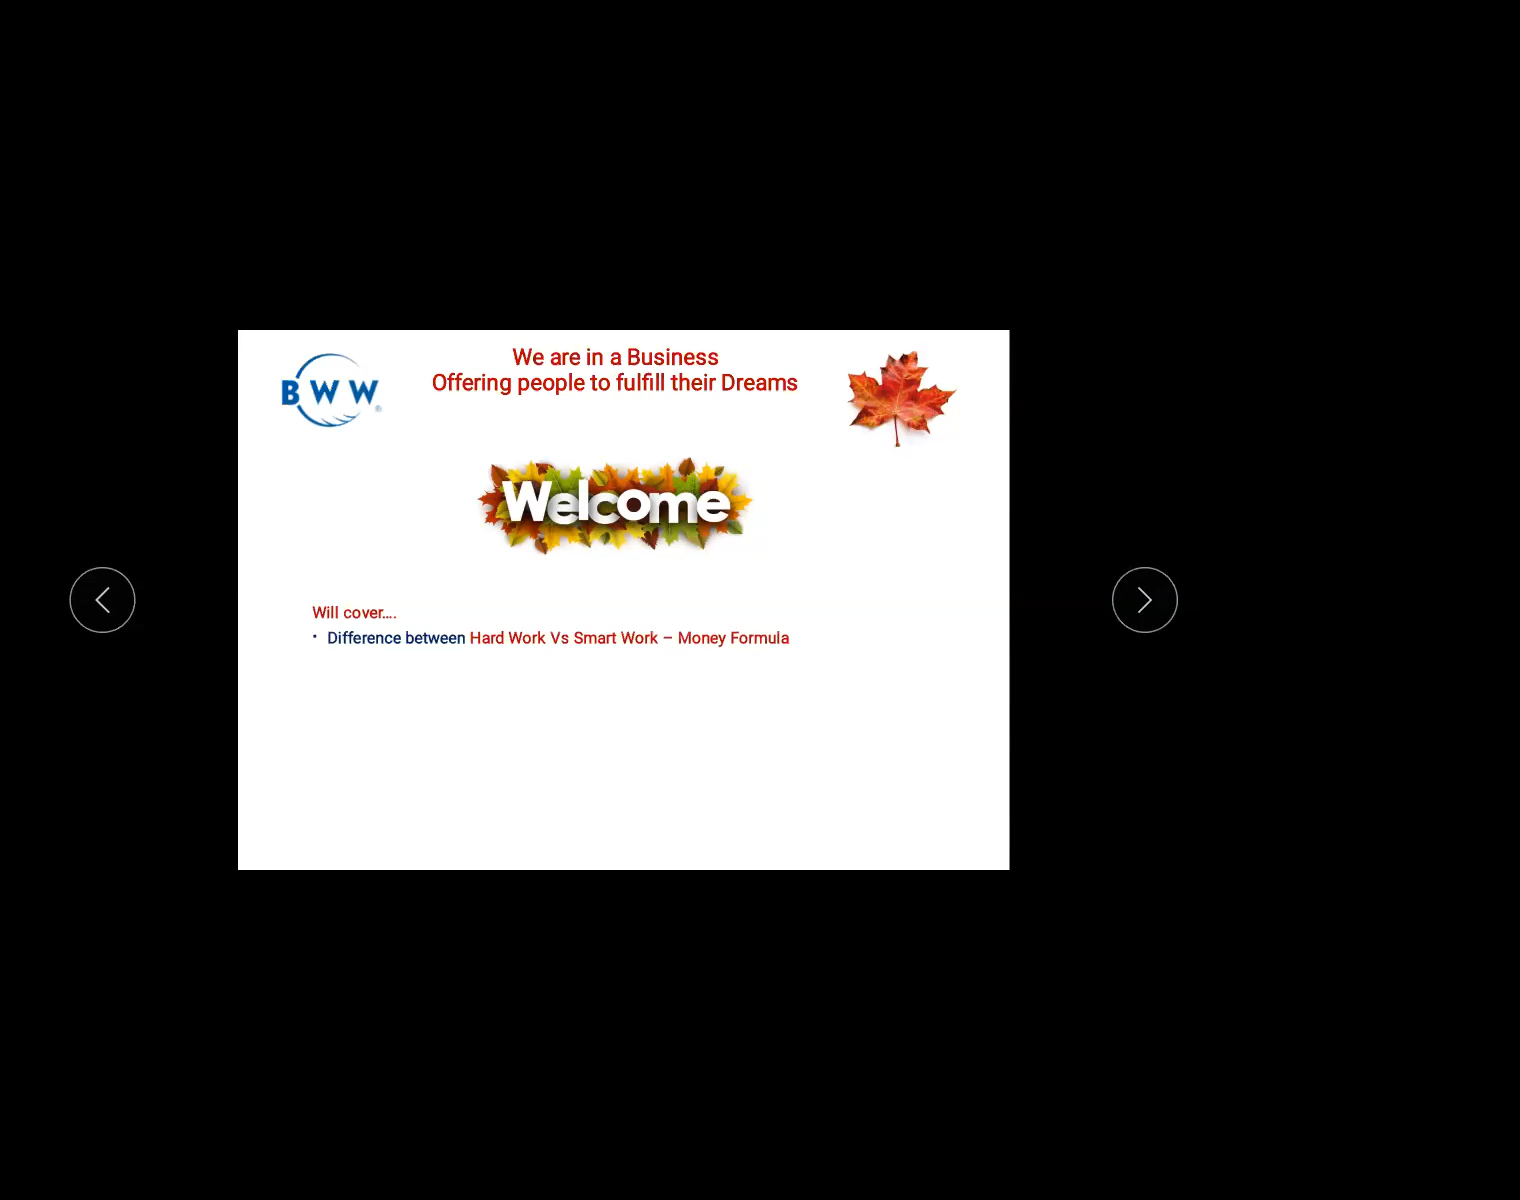 We are in a Business
Offering people to fulfill their Dreams
BWW®
Welcome
Will cover....
• Difference between Hard Work Vs Smart Work – Money Formula